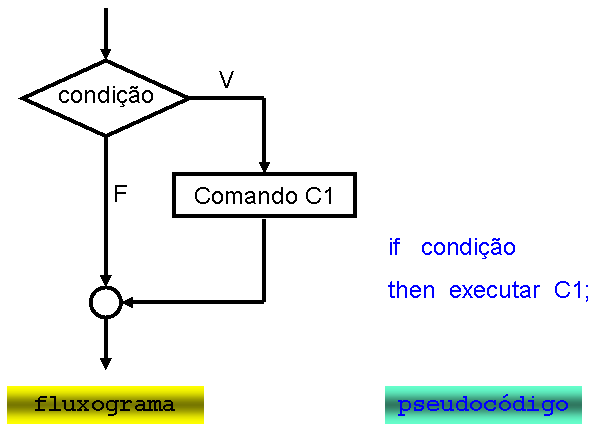 condição
V
F
Comando C1
if condição
then executar C1;
fluxograma
pseudocódigo